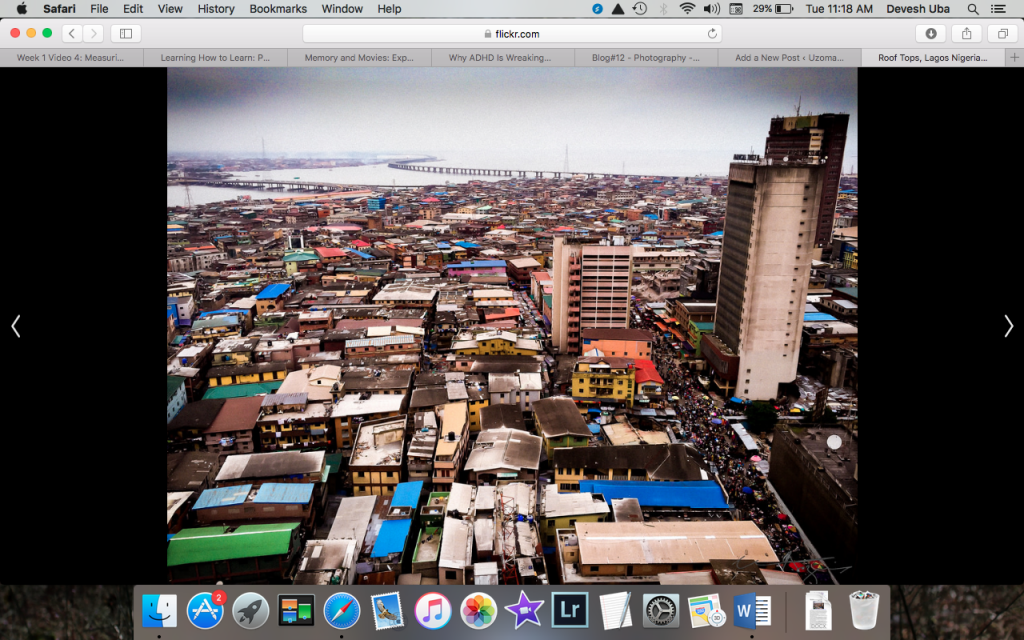 Safari File Edit View History Bookmarks Window Help 29% Tue 11:18 AM Devesh Uba
flickr.com
Week 1 Video 4: Measuri... Learning How to Learn: P... Memory and Movies: Exp... Why ADHD Is Wreaking... Blog#12 - Photography -... Add a New Post ‹ Uzoma... Roof Tops, Lagos Nigeria...
2
Lr
W